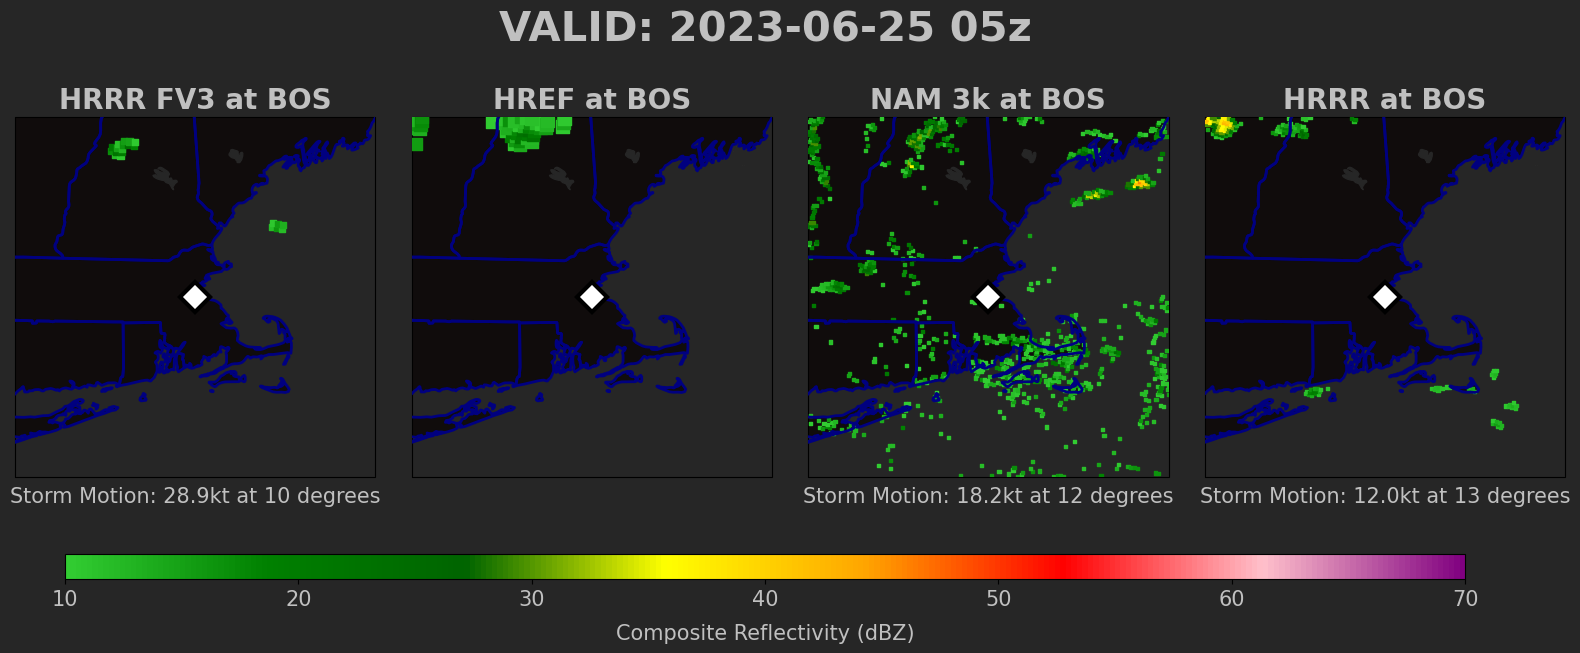 VALID: 2023-06-25 05z
HRRR FV3 at BOS
HREF at BOS
NAM 3k at BOS
HRRR at BOS
Storm Motion: 28.9kt at 10 degrees
Storm Motion: 18.2kt at 12 degrees
Storm Motion: 12.0kt at 13 degrees
10 20 30 40 50 60 70
Composite Reflectivity (dBZ)